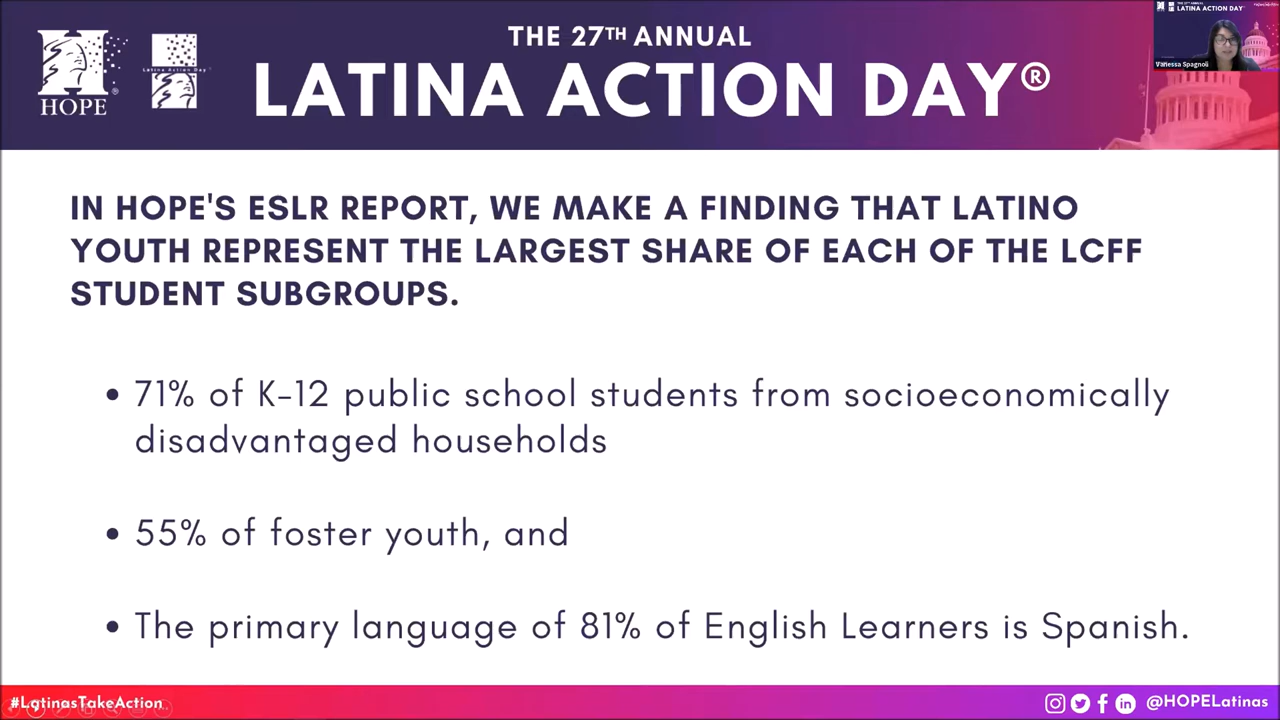 THE 27TH ANNUAL
LATINA ACTION DAY®
HOPE®
Latina Action Day
LATINA ACTION DAY
Vanessa Spagnoli
IN HOPE'S ESLR REPORT, WE MAKE A FINDING THAT LATINO
YOUTH REPRESENT THE LARGEST SHARE OF EACH OF THE LCFF
STUDENT SUBGROUPS.
• 71% of K-12 public school students from socioeconomically
disadvantaged households
• 55% of foster youth, and
• The primary language of 81% of English Learners is Spanish.
#LatinasTakeAction
@HOPELatinas